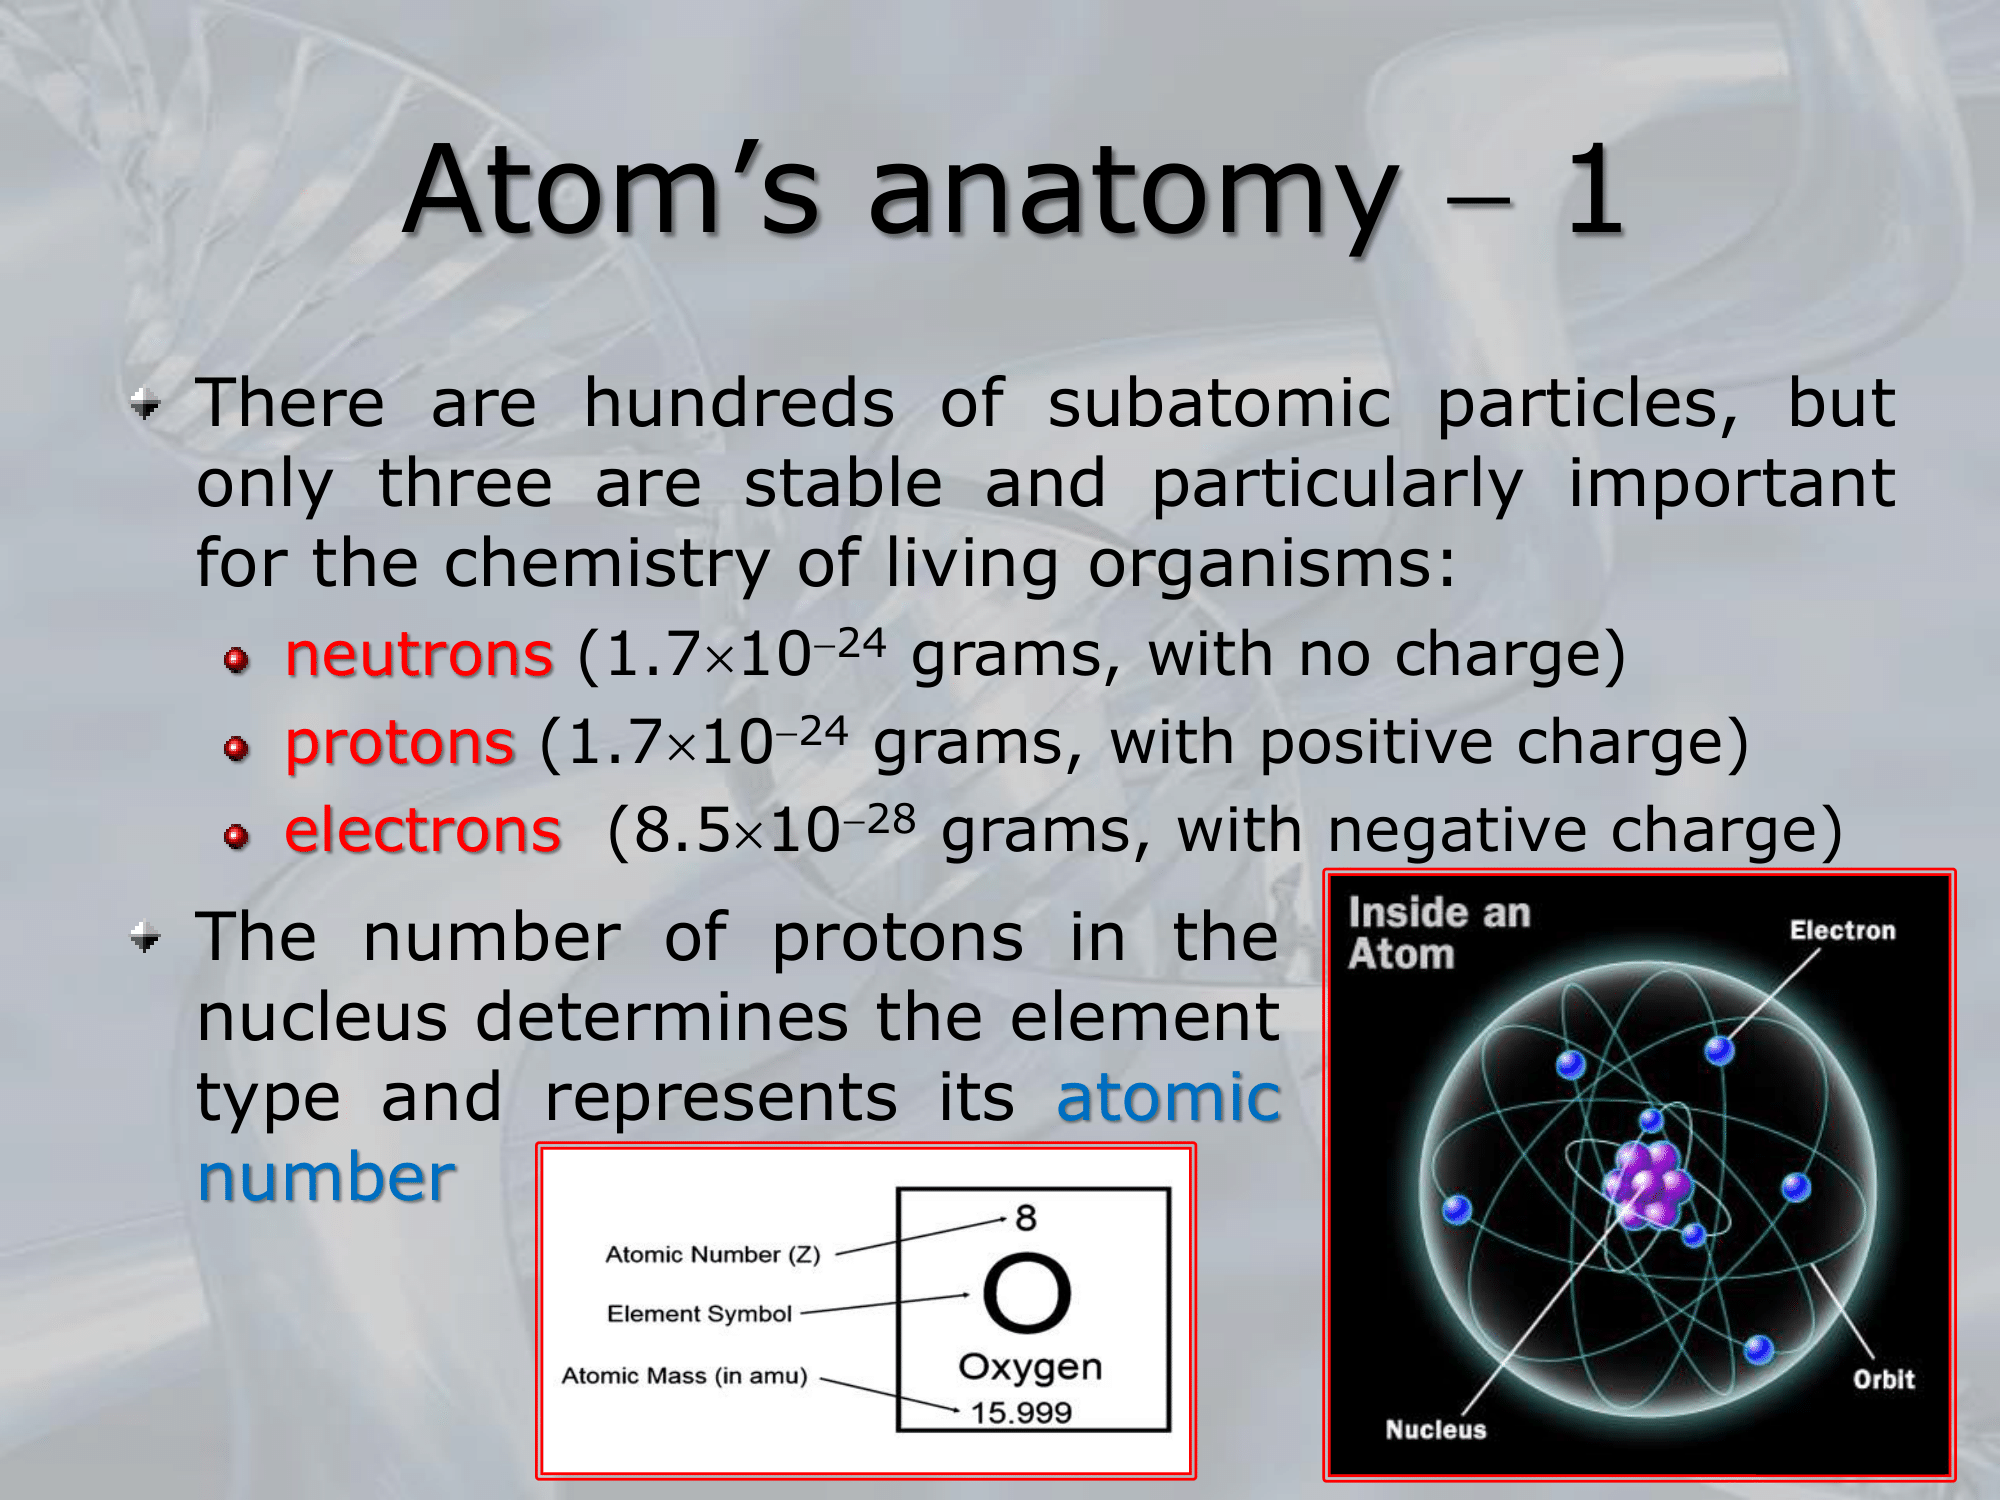 Atom’s anatomy – 1
There are hundreds of subatomic particles, but
only three are stable and particularly important
for the chemistry of living organisms:
neutrons (1.7×10⁻²⁴ grams, with no charge)
protons (1.7×10⁻²⁴ grams, with positive charge)
electrons (8.5×10⁻²⁸ grams, with negative charge)
The number of protons in the
nucleus determines the element
type and represents its atomic
number
8
Atomic Number (Z)
Element Symbol
O
Oxygen
Atomic Mass (in amu)
15.999
Inside an
Atom
Electron
Orbit
Nucleus